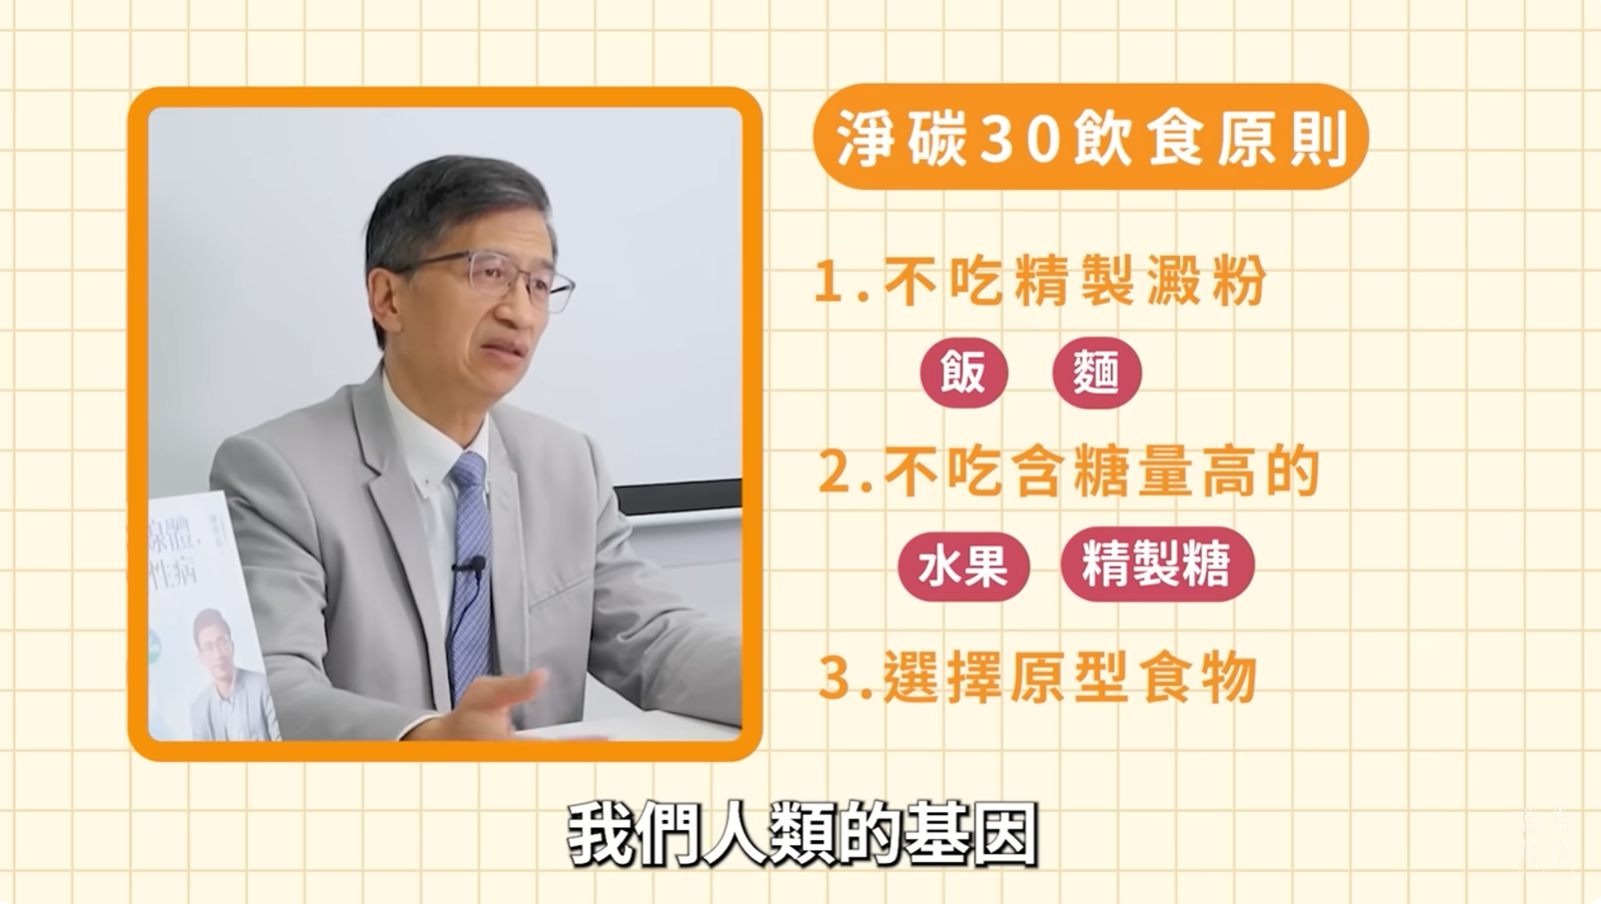 淨碳30飲食原則
1.不吃精製澱粉
飯 麵
2.不吃含糖量高的
水果 精製糖
3.選擇原型食物
線體,
性病
我們人類的基因